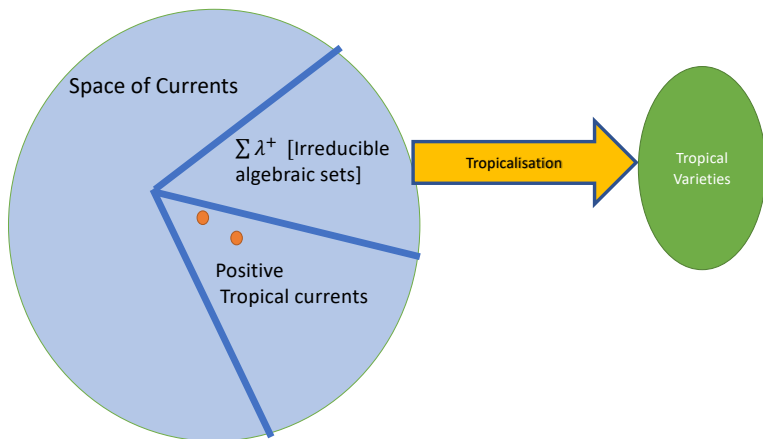 Space of Currents
∑ λ⁺ [Irreducible
algebraic sets]
Tropicalisation
Tropical
Varieties
Positive
Tropical currents